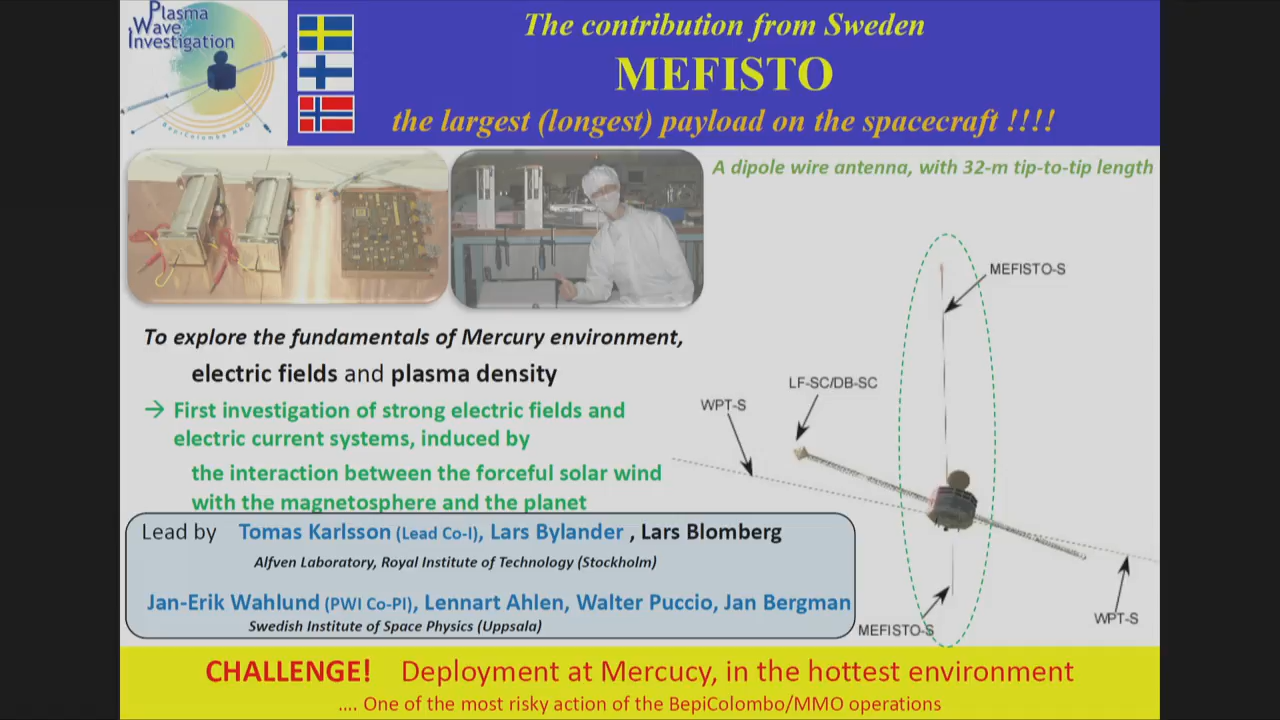 Plasma
Wave
Investigation
BepiColombo MMO
The contribution from Sweden
MEFISTO
the largest (longest) payload on the spacecraft !!!!
A dipole wire antenna, with 32-m tip-to-tip length
MEFISTO-S
LF-SC/DB-SC
WPT-S
To explore the fundamentals of Mercury environment,
electric fields and plasma density
→ First investigation of strong electric fields and
electric current systems, induced by
the interaction between the forceful solar wind
with the magnetosphere and the planet
Lead by Tomas Karlsson (Lead Co-I), Lars Bylander , Lars Blomberg
Alfven Laboratory, Royal Institute of Technology (Stockholm)
Jan-Erik Wahlund (PWI Co-PI), Lennart Ahlen, Walter Puccio, Jan Bergman
Swedish Institute of Space Physics (Uppsala)
WPT-S
MEFISTO-S
CHALLENGE! Deployment at Mercucy, in the hottest environment
.... One of the most risky action of the BepiColombo/MMO operations